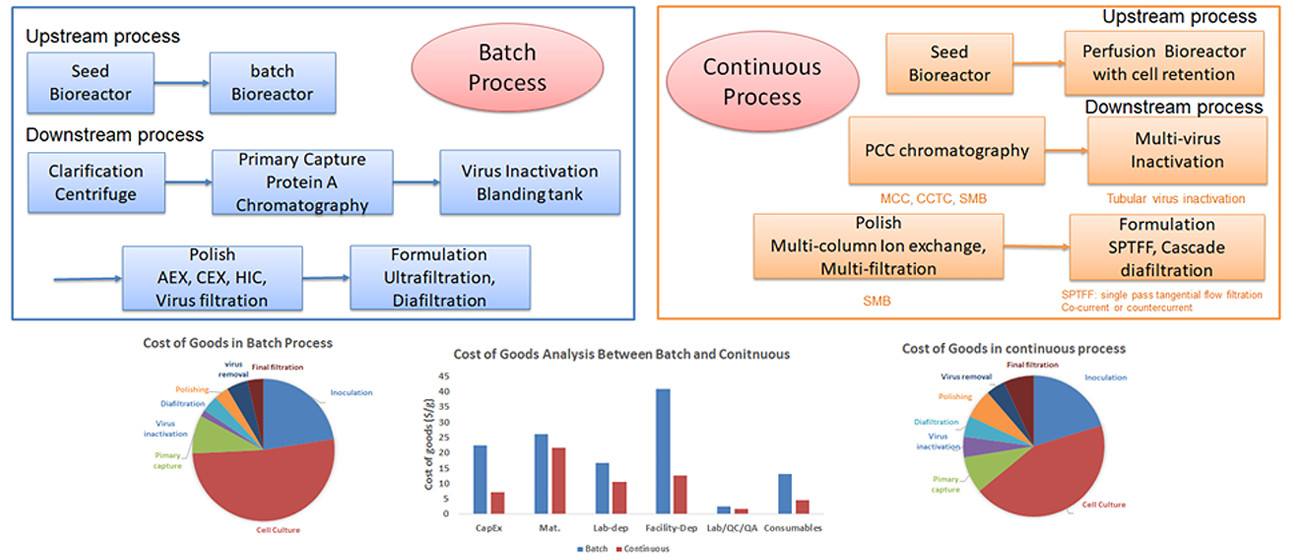 Upstream process
Batch
Process
Seed
Bioreactor
batch
Bioreactor
Downstream process
Clarification
Centrifuge
Primary Capture
Protein A
Chromatography
Virus Inactivation
Blanding tank
Polish
AEX, CEX, HIC,
Virus filtration
Formulation
Ultrafiltration,
Diafiltration
Upstream process
Continuous
Process
Seed
Bioreactor
Perfusion Bioreactor
with cell retention
Downstream process
PCC chromatography
Multi-virus
Inactivation
MCC, CCTC, SMB
Tubular virus inactivation
Polish
Multi-column Ion exchange,
Multi-filtration
Formulation
SPTFF, Cascade
diafiltration
SMB
SPTFF: single pass tangential flow filtration
Co-current or countercurrent
Cost of Goods in Batch Process
virus
removal
Final filtration
Polishing
Inoculation
Diafiltration
Virus
inactivation
Pimary
capture
Cell Culture
Cost of Goods Analysis Between Batch and Conitnuous
Cost of goods ($/g)
45
40
35
30
25
20
15
10
5
0
CapEx
Mat.
Lab-dep
Facility-Dep
Lab/QC/QA
Consumables
Batch
Continuous
Cost of Goods in continuous process
Final filtration
Virus removal
Inoculation
Polishing
Diafiltration
Virus
inactivation
Pimary
capture
Cell Culture